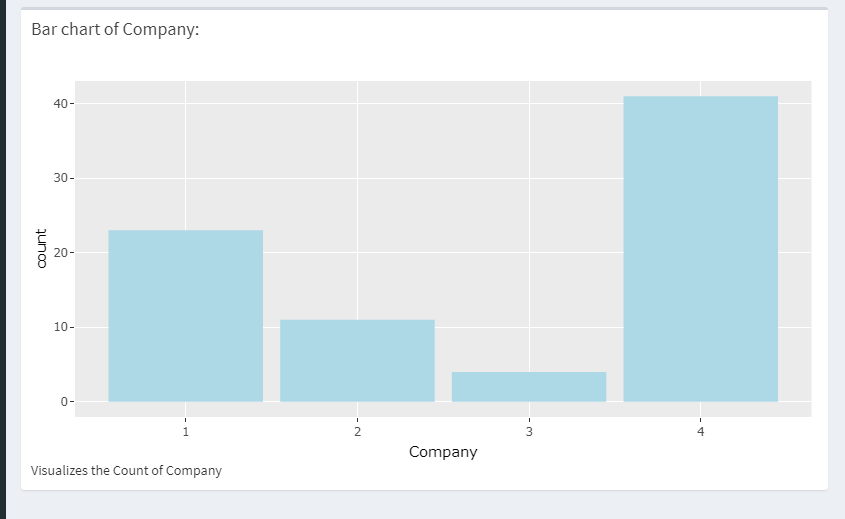 Bar chart of Company:
40
30
20
10
0
count
1 2 3 4
Company
Visualizes the Count of Company